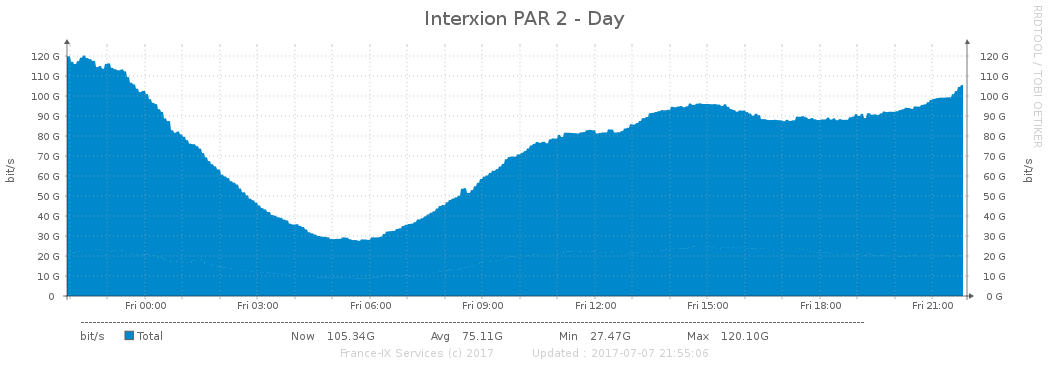 Interxion PAR 2 - Day
RRDTOOL / TOBI OETIKER
120 G 120 G
110 G 110 G
100 G 100 G
90 G 90 G
80 G 80 G
70 G 70 G
60 G 60 G
50 G 50 G
40 G 40 G
30 G 30 G
20 G 20 G
10 G 10 G
0 0 G
bit/s bit/s
Fri 00:00 Fri 03:00 Fri 06:00 Fri 09:00 Fri 12:00 Fri 15:00 Fri 18:00 Fri 21:00
bit/s Total Now 105.34G Avg 75.11G Min 27.47G Max 120.10G
France-IX Services (c) 2017 Updated : 2017-07-07 21:55:06